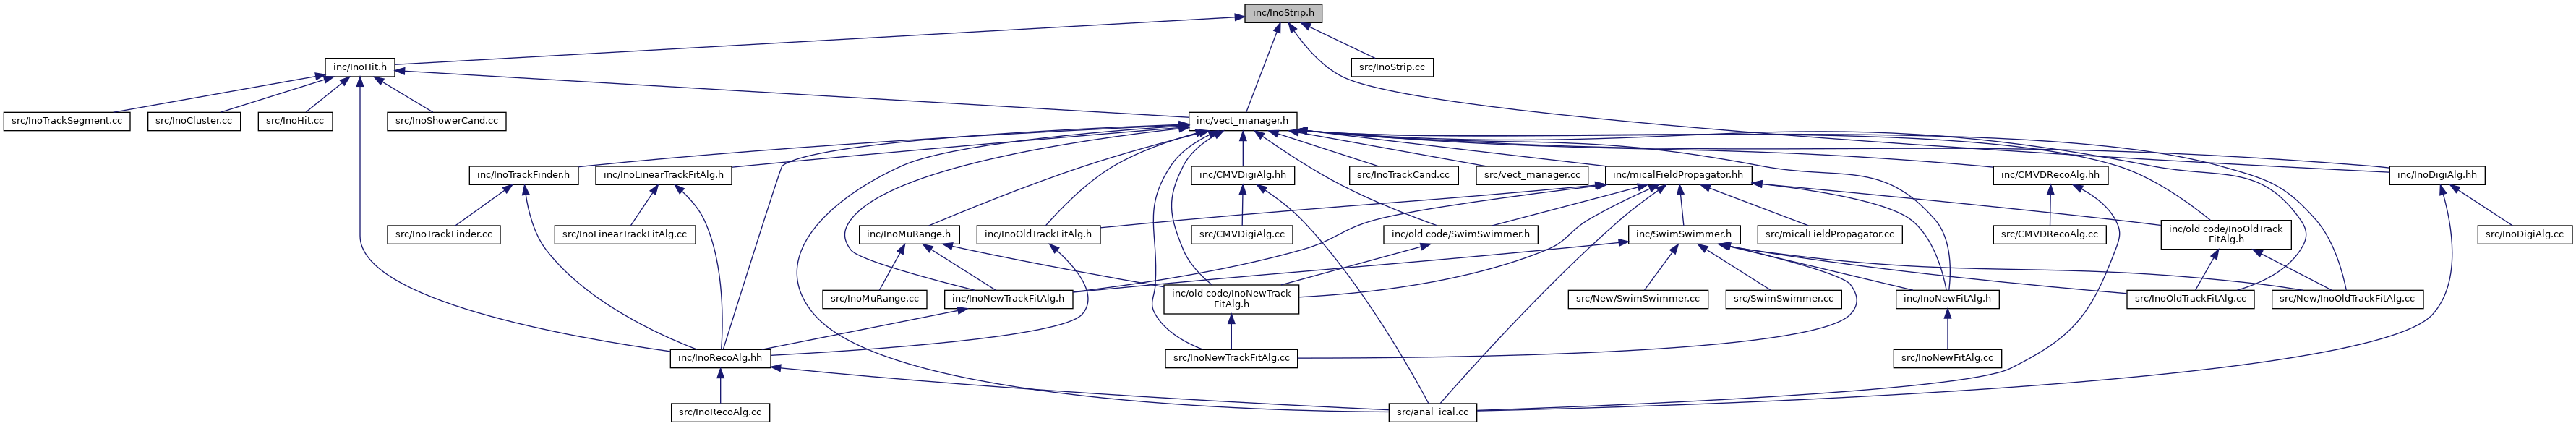 inc/InoStrip.h
inc/InoHit.h
src/InoStrip.cc
src/InoTrackSegment.cc
src/InoCluster.cc
src/InoHit.cc
src/InoShowerCand.cc
inc/vect_manager.h
inc/InoTrackFinder.h
inc/InoLinearTrackFitAlg.h
inc/CMVDigiAlg.hh
src/InoTrackCand.cc
src/vect_manager.cc
inc/micalFieldPropagator.hh
inc/CMVDRecoAlg.hh
inc/InoDigiAlg.hh
src/InoTrackFinder.cc
src/InoLinearTrackFitAlg.cc
inc/InoMuRange.h
inc/InoOldTrackFitAlg.h
src/CMVDigiAlg.cc
inc/old code/SwimSwimmer.h
inc/SwimSwimmer.h
src/micalFieldPropagator.cc
src/CMVDRecoAlg.cc
inc/old code/InoOldTrack
FitAlg.h
src/InoDigiAlg.cc
src/InoMuRange.cc
inc/InoNewTrackFitAlg.h
inc/old code/InoNewTrack
FitAlg.h
src/New/SwimSwimmer.cc
src/SwimSwimmer.cc
inc/InoNewFitAlg.h
src/InoOldTrackFitAlg.cc
src/New/InoOldTrackFitAlg.cc
inc/InoRecoAlg.hh
src/InoNewTrackFitAlg.cc
src/InoNewFitAlg.cc
src/InoRecoAlg.cc
src/anal_ical.cc